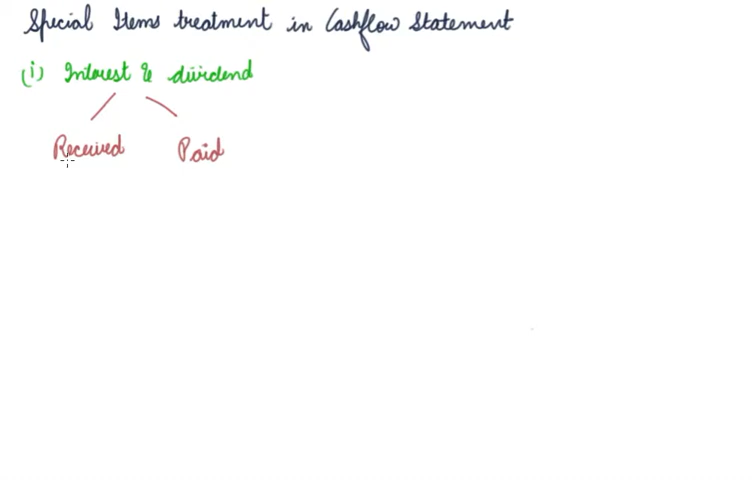 Special Items treatment in Cashflow Statement
(i) Interest & dividend
Received Paid